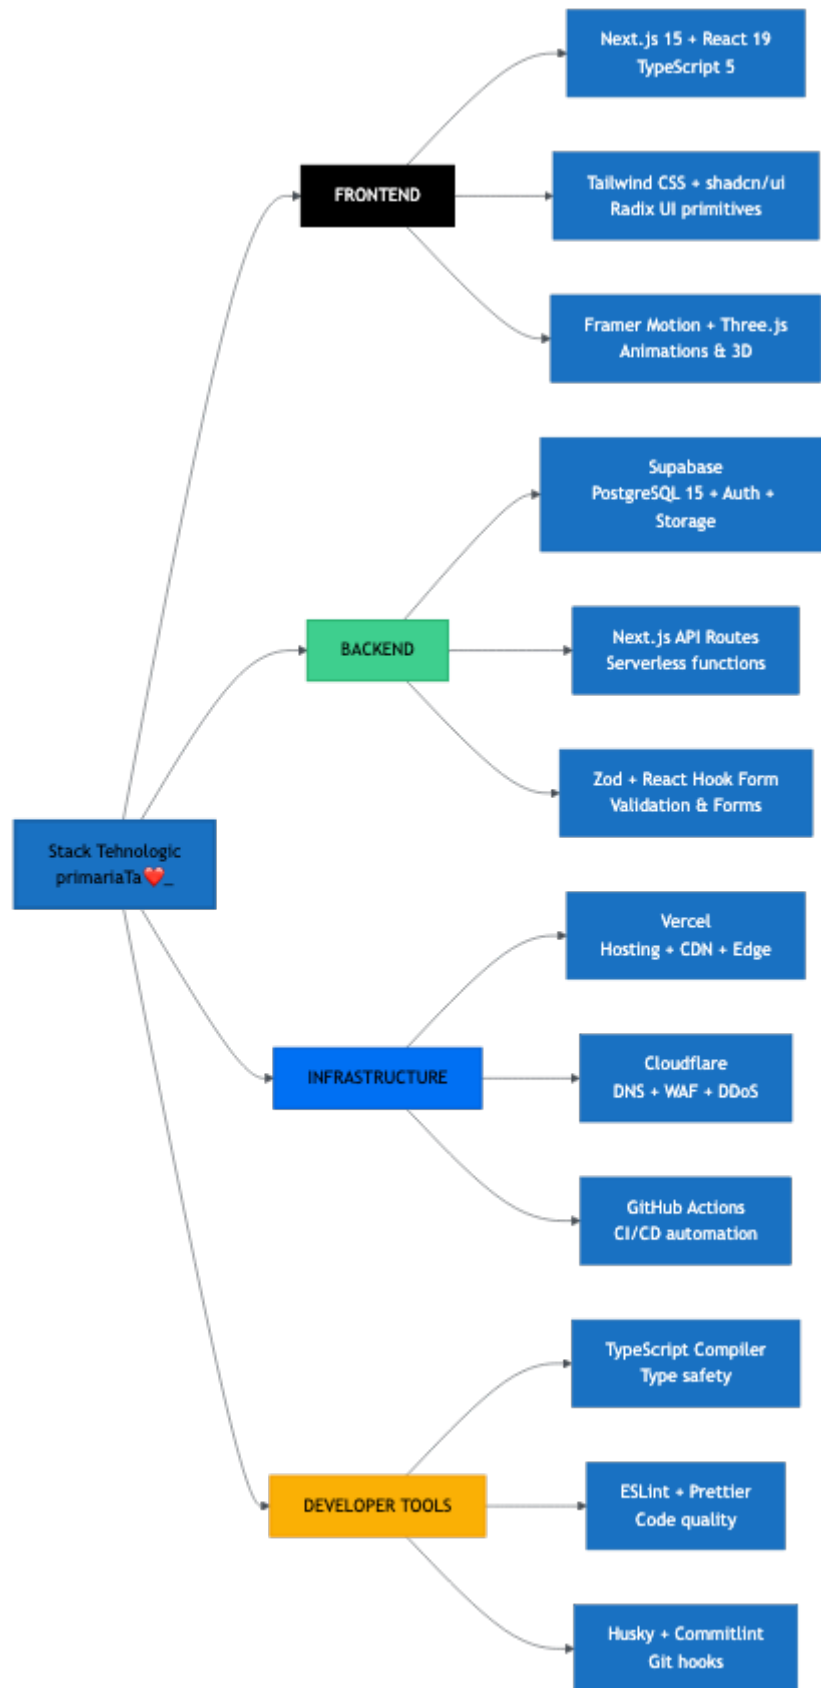 Next.js 15 + React 19
TypeScript 5
FRONTEND
Tailwind CSS + shadcn/ui
Radix UI primitives
Framer Motion + Three.js
Animations & 3D
Supabase
PostgreSQL 15 + Auth +
Storage
BACKEND
Next.js API Routes
Serverless functions
Zod + React Hook Form
Validation & Forms
Stack Tehnologic
primariaTa❤️_
Vercel
Hosting + CDN + Edge
INFRASTRUCTURE
Cloudflare
DNS + WAF + DDoS
GitHub Actions
CI/CD automation
TypeScript Compiler
Type safety
DEVELOPER TOOLS
ESLint + Prettier
Code quality
Husky + Commitlint
Git hooks